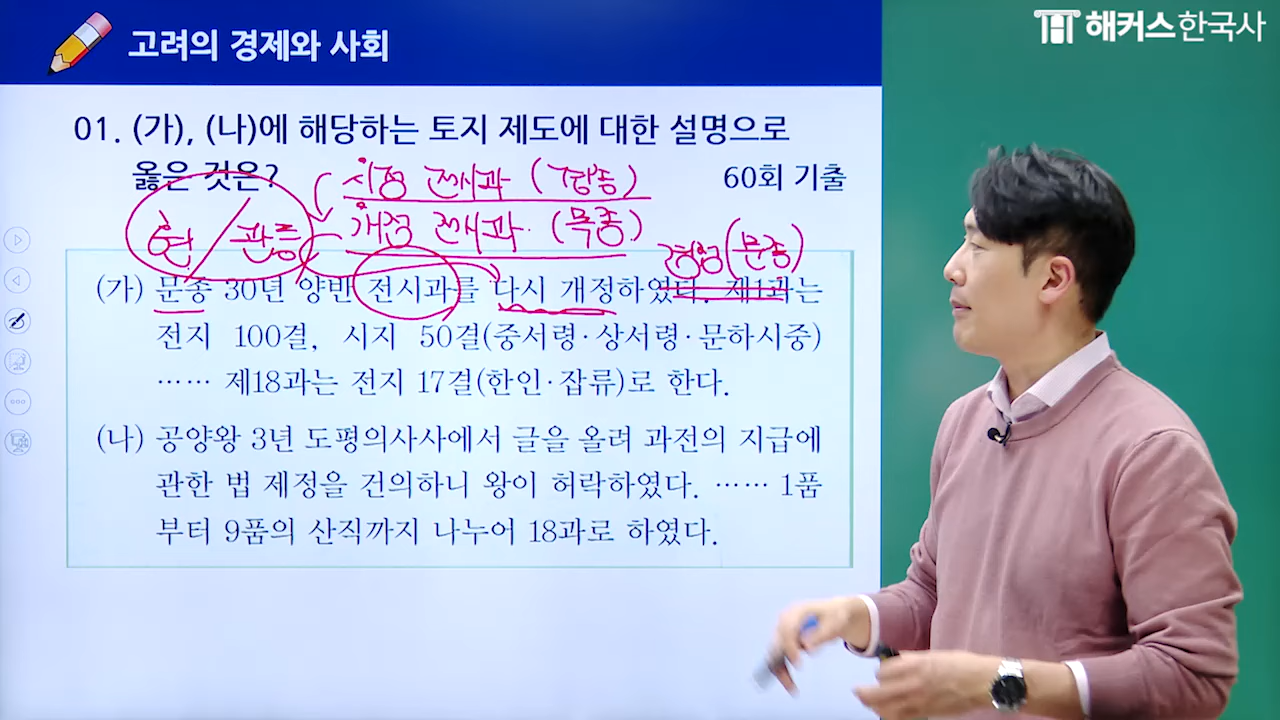 고려의 경제와 사회
해커스한국사
01. (가), (나)에 해당하는 토지 제도에 대한 설명으로
옳은 것은?
60회 기출
시정 전시과 (경종)
개정 전시과 (목종)
현 / 관등
경정 (문종)
(가) 문종 30년 양반 전시과를 다시 개정하였다. 제1과는
전지 100결, 시지 50결(중서령·상서령·문하시중)
…… 제18과는 전지 17결(한인·잡류)로 한다.
(나) 공양왕 3년 도평의사사에서 글을 올려 과전의 지급에
관한 법 제정을 건의하니 왕이 허락하였다. …… 1품
부터 9품의 산직까지 나누어 18과로 하였다.